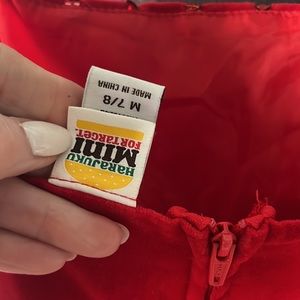 MADE IN CHINA
M 7/8
HARAJUKU
MINI
FOR TARGET